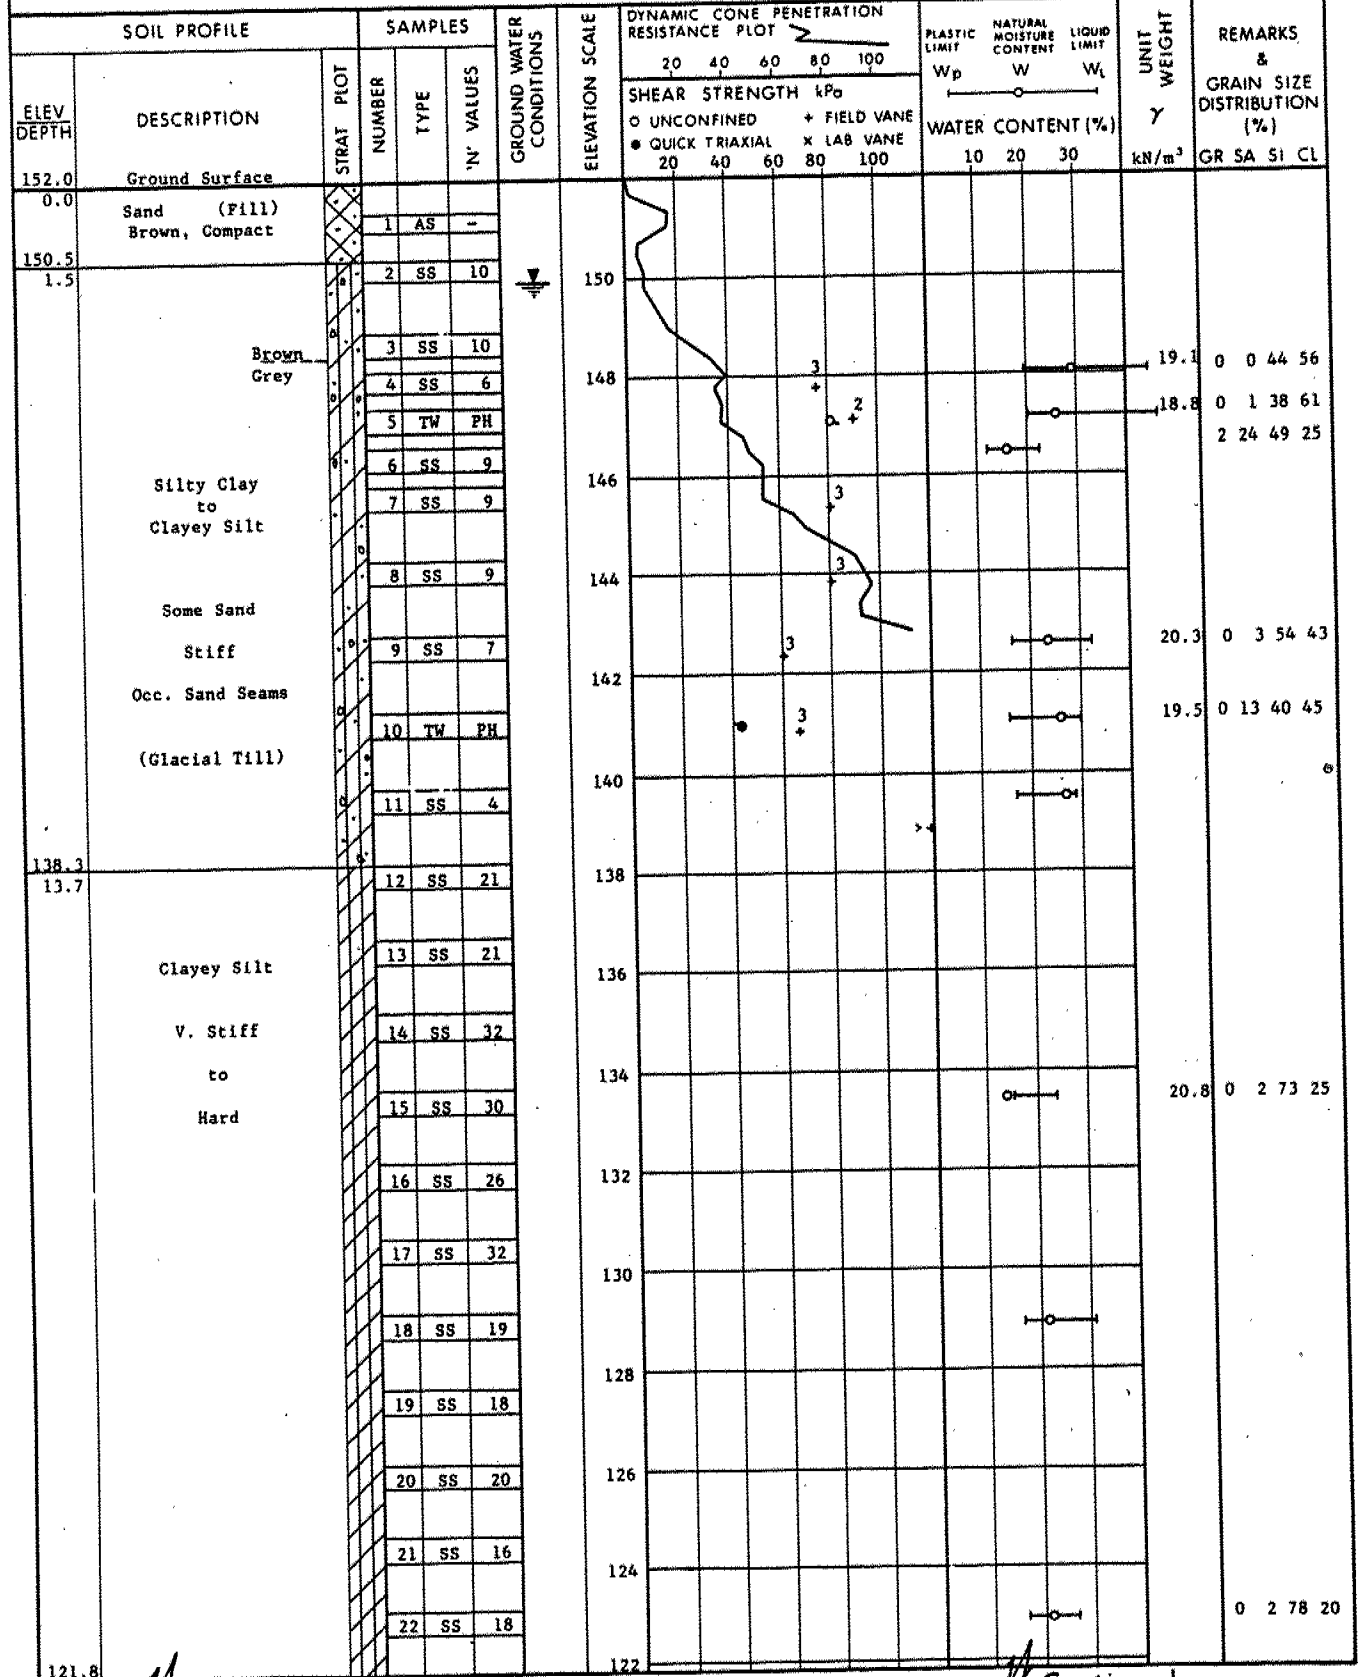 SOIL PROFILE
SAMPLES
GROUND WATER CONDITIONS
ELEVATION SCALE
DYNAMIC CONE PENETRATION
RESISTANCE PLOT
20 40 60 80 100
SHEAR STRENGTH kPa
O UNCONFINED + FIELD VANE
● QUICK TRIAXIAL × LAB VANE
20 40 60 80 100
PLASTIC LIMIT
Wp
NATURAL MOISTURE CONTENT
W
LIQUID LIMIT
WL
WATER CONTENT (%)
10 20 30
UNIT WEIGHT
γ
kN/m³
REMARKS
&
GRAIN SIZE
DISTRIBUTION
(%)
GR SA SI CL
ELEV
DEPTH
DESCRIPTION
STRAT PLOT
NUMBER
TYPE
'N' VALUES
152.0 Ground Surface
0.0
Sand (Fill)
Brown, Compact
1 AS -
150.5
1.5
2 SS 10
150
Brown
Grey
3 SS 10
19.1 0 0 44 56
4 SS 6
148
3
5 TW PH
2
18.8 0 1 38 61
2 24 49 25
6 SS 9
146
Silty Clay
to
Clayey Silt
7 SS 9
3
8 SS 9
144
3
Some Sand
Stiff
9 SS 7
3
20.3 0 3 54 43
142
Occ. Sand Seams
10 TW PH
3
19.5 0 13 40 45
(Glacial Till)
140
11 SS 4
138.3
13.7
12 SS 21
138
Clayey Silt
13 SS 21
136
V. Stiff
to
Hard
14 SS 32
134
20.8 0 2 73 25
15 SS 30
16 SS 26
132
17 SS 32
130
18 SS 19
128
19 SS 18
20 SS 20
126
21 SS 16
124
22 SS 18
0 2 78 20
121.8
122